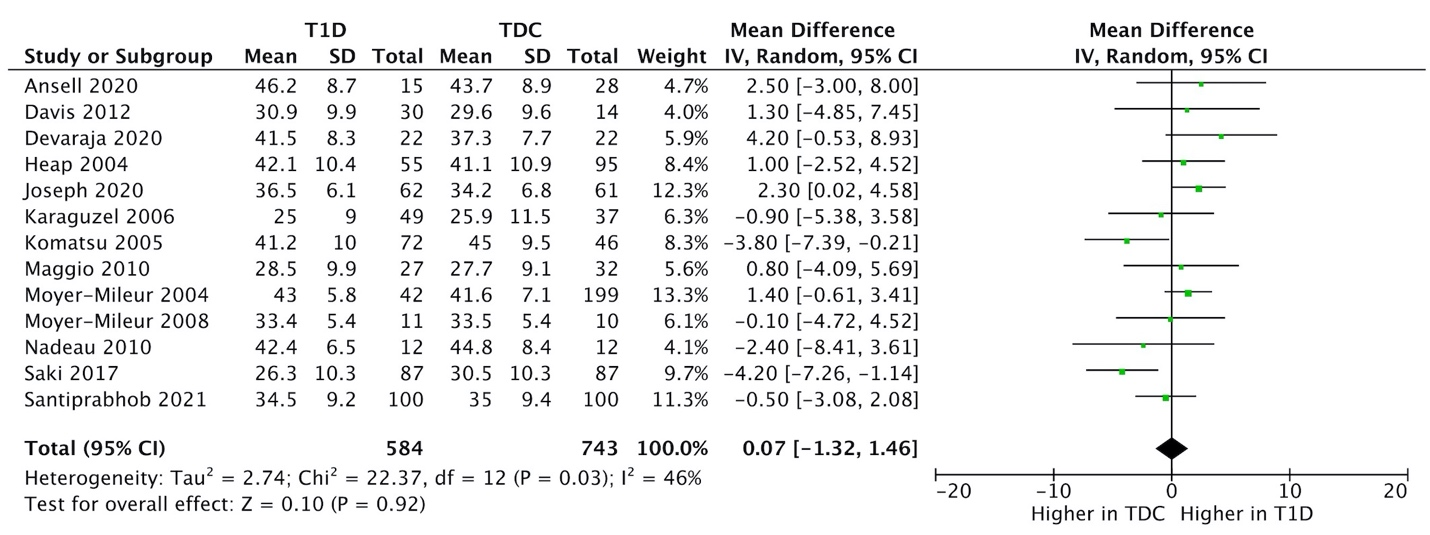 T1D TDC Mean Difference Mean Difference
Study or Subgroup Mean SD Total Mean SD Total Weight IV, Random, 95% CI IV, Random, 95% CI
Ansell 2020 46.2 8.7 15 43.7 8.9 28 4.7% 2.50 [−3.00, 8.00]
Davis 2012 30.9 9.9 30 29.6 9.6 14 4.0% 1.30 [−4.85, 7.45]
Devaraja 2020 41.5 8.3 22 37.3 7.7 22 5.9% 4.20 [−0.53, 8.93]
Heap 2004 42.1 10.4 55 41.1 10.9 95 8.4% 1.00 [−2.52, 4.52]
Joseph 2020 36.5 6.1 62 34.2 6.8 61 12.3% 2.30 [0.02, 4.58]
Karaguzel 2006 25 9 49 25.9 11.5 37 6.3% −0.90 [−5.38, 3.58]
Komatsu 2005 41.2 10 72 45 9.5 46 8.3% −3.80 [−7.39, −0.21]
Maggio 2010 28.5 9.9 27 27.7 9.1 32 5.6% 0.80 [−4.09, 5.69]
Moyer−Mileur 2004 43 5.8 42 41.6 7.1 199 13.3% 1.40 [−0.61, 3.41]
Moyer−Mileur 2008 33.4 5.4 11 33.5 5.4 10 6.1% −0.10 [−4.72, 4.52]
Nadeau 2010 42.4 6.5 12 44.8 8.4 12 4.1% −2.40 [−8.41, 3.61]
Saki 2017 26.3 10.3 87 30.5 10.3 87 9.7% −4.20 [−7.26, −1.14]
Santiprabhob 2021 34.5 9.2 100 35 9.4 100 11.3% −0.50 [−3.08, 2.08]
Total (95% CI) 584 743 100.0% 0.07 [−1.32, 1.46]
Heterogeneity: Tau² = 2.74; Chi² = 22.37, df = 12 (P = 0.03); I² = 46%
Test for overall effect: Z = 0.10 (P = 0.92)
−20 −10 0 10 20
Higher in TDC Higher in T1D